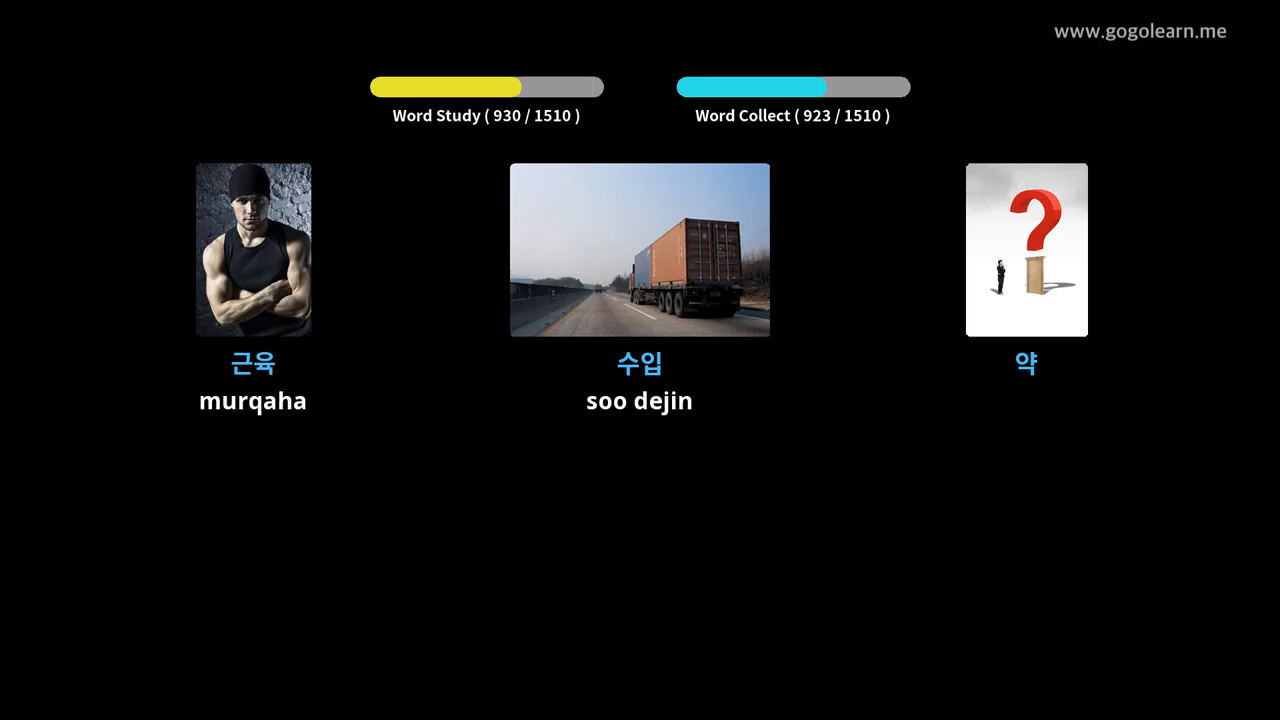 www.gogolearn.me
Word Study ( 930 / 1510 )
Word Collect ( 923 / 1510 )
근육
수입
약
murqaha
soo dejin